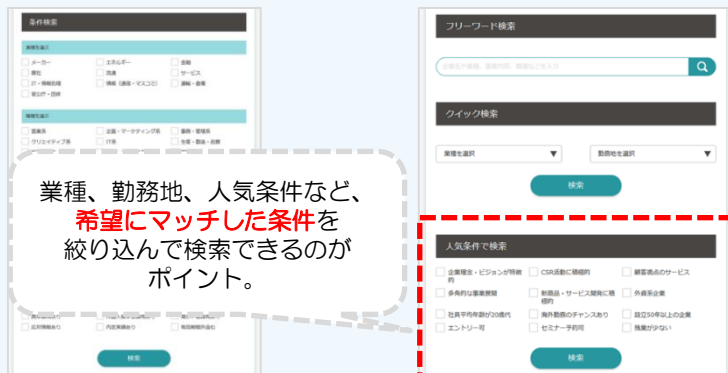 条件検索
業種を選ぶ
メーカー
エネルギー
金融
商社
流通
サービス
IT・情報処理
情報（通信・マスコミ）
運輸・倉庫
官公庁・団体
職種を選ぶ
営業系
企画・マーケティング系
事務・管理系
クリエイティブ系
IT系
業種、勤務地、人気条件など、
希望にマッチした条件を
絞り込んで検索できるのが
ポイント。
内定実績あり
検索
フリーワード検索
クイック検索
業種を選択
▼
勤務地を選択
▼
検索
人気条件で検索
企業理念・ビジョンが特徴的
CSR活動に積極的
顧客視点のサービス
多角的な事業展開
新商品・サービス開発に積極的
外資系企業
社員平均年齢が20歳代
海外勤務のチャンスあり
設立50年以上の企業
エントリー可
セミナー予約可
残業が少ない
検索